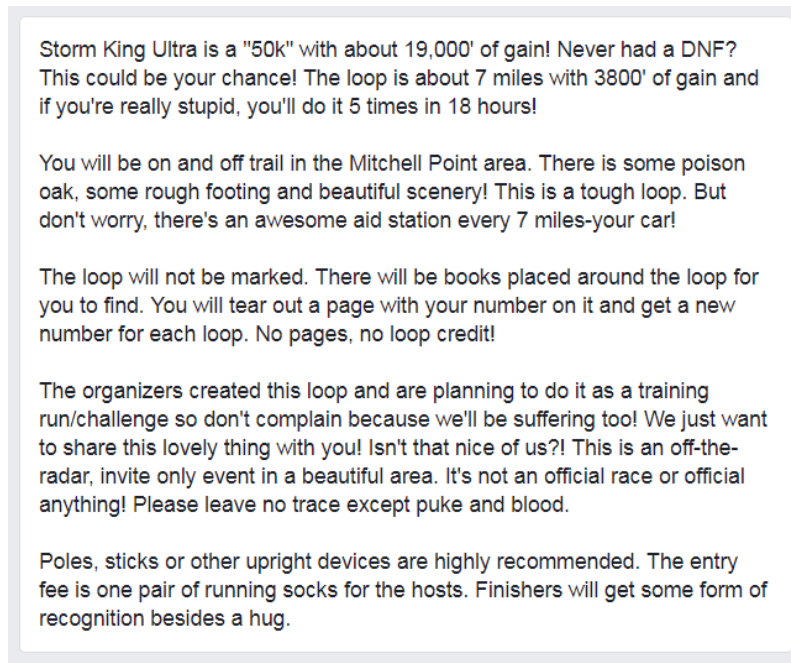 Storm King Ultra is a "50k" with about 19,000' of gain! Never had a DNF?
This could be your chance! The loop is about 7 miles with 3800' of gain and
if you're really stupid, you'll do it 5 times in 18 hours!
You will be on and off trail in the Mitchell Point area. There is some poison
oak, some rough footing and beautiful scenery! This is a tough loop. But
don't worry, there's an awesome aid station every 7 miles-your car!
The loop will not be marked. There will be books placed around the loop for
you to find. You will tear out a page with your number on it and get a new
number for each loop. No pages, no loop credit!
The organizers created this loop and are planning to do it as a training
run/challenge so don't complain because we'll be suffering too! We just want
to share this lovely thing with you! Isn't that nice of us?! This is an off-the-
radar, invite only event in a beautiful area. It's not an official race or official
anything! Please leave no trace except puke and blood.
Poles, sticks or other upright devices are highly recommended. The entry
fee is one pair of running socks for the hosts. Finishers will get some form of
recognition besides a hug.